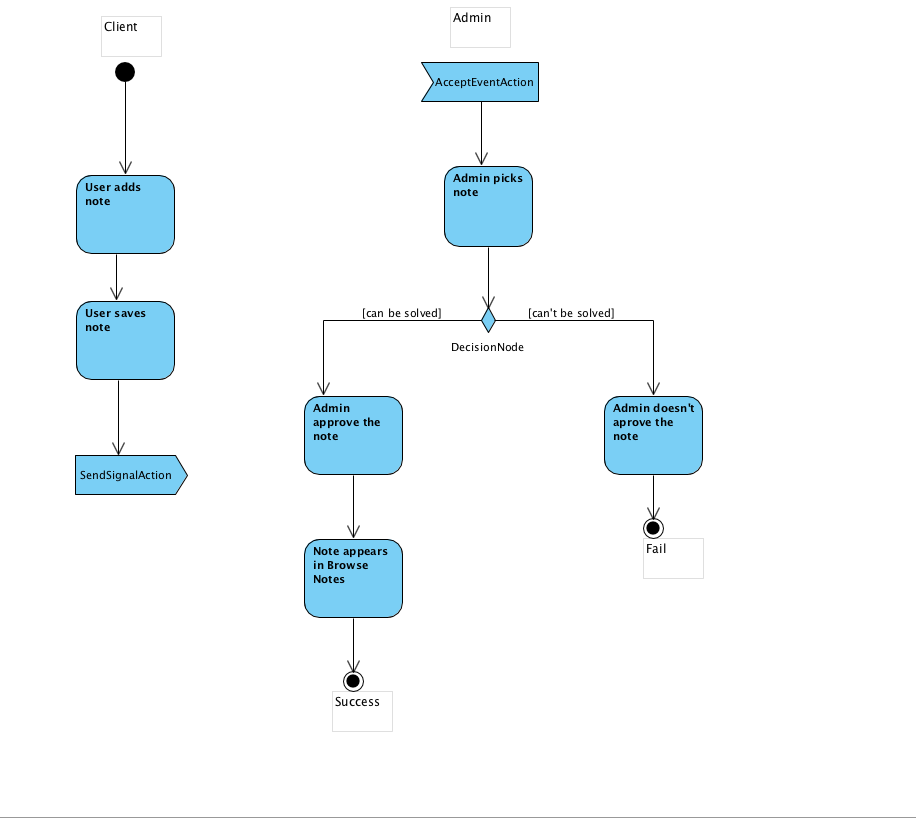 Client
User adds
note
User saves
note
SendSignalAction
Admin
AcceptEventAction
Admin picks
note
[can be solved]
[can't be solved]
DecisionNode
Admin
approve the
note
Note appears
in Browse
Notes
Success
Admin doesn't
aprove the
note
Fail